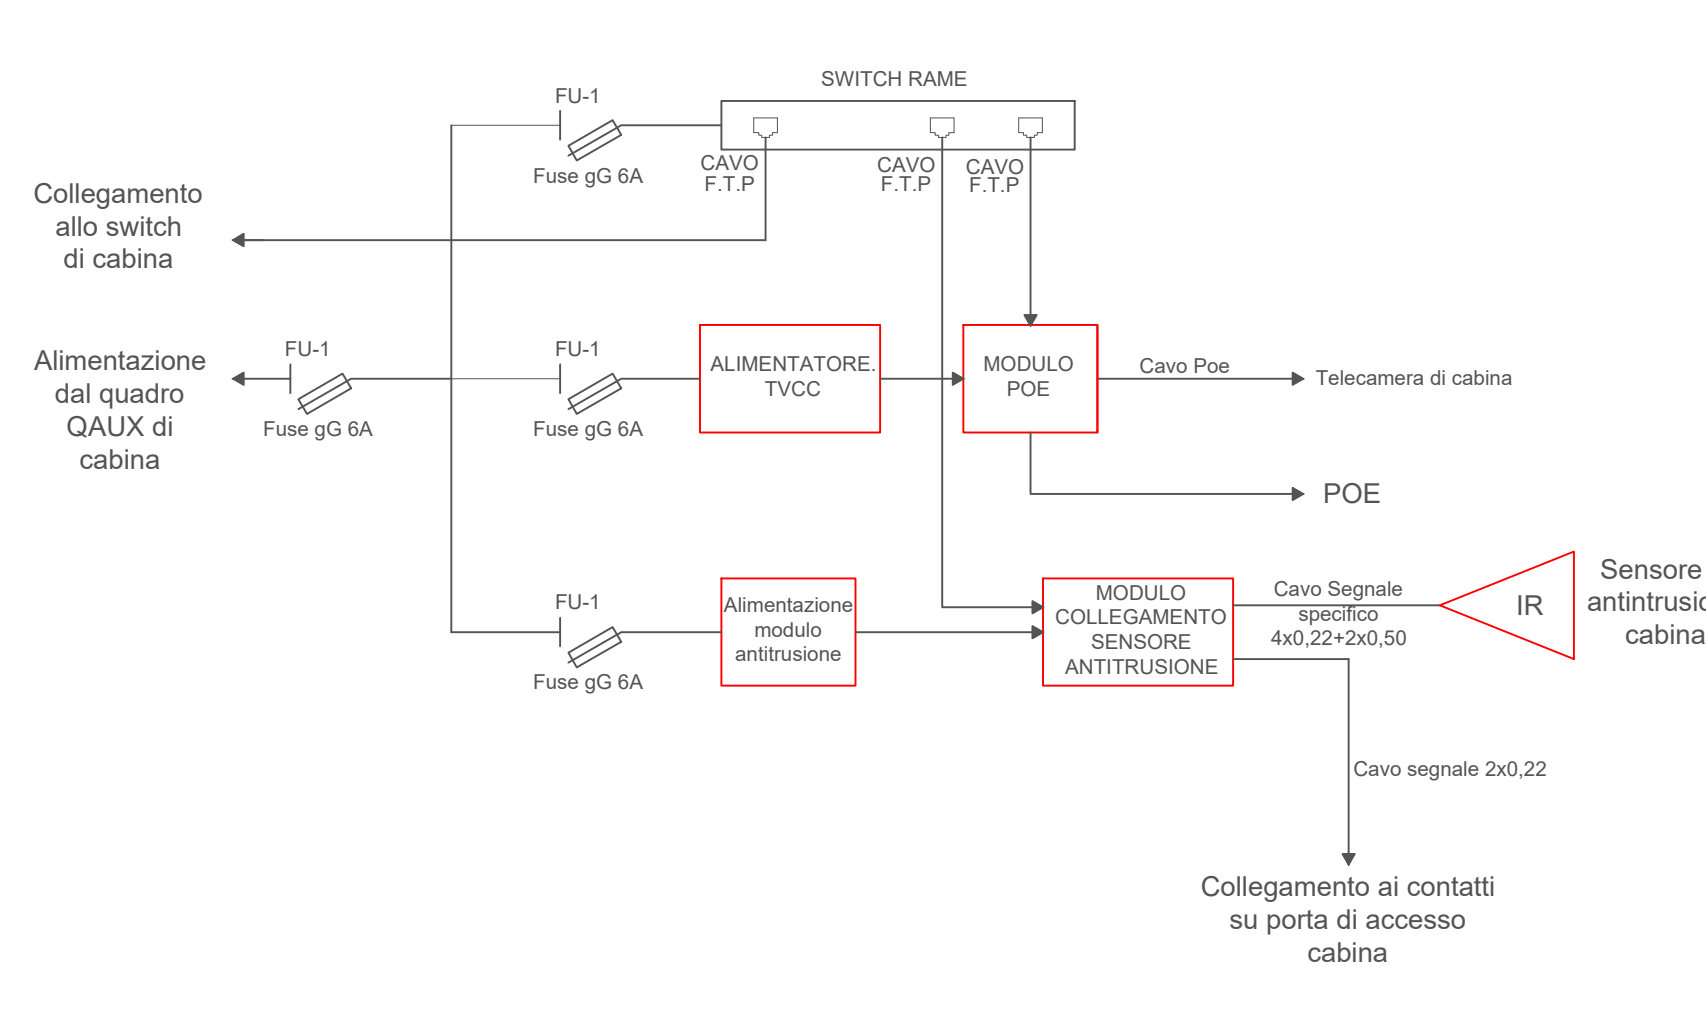 SWITCH RAME
FU-1
Fuse gG 6A
CAVO
F.T.P
CAVO
F.T.P
CAVO
F.T.P
Collegamento
allo switch
di cabina
Alimentazione
dal quadro
QAUX di
cabina
FU-1
Fuse gG 6A
FU-1
Fuse gG 6A
ALIMENTATORE.
TVCC
MODULO
POE
Cavo Poe
Telecamera di cabina
POE
FU-1
Fuse gG 6A
Alimentazione
modulo
antitrusione
MODULO
COLLEGAMENTO
SENSORE
ANTITRUSIONE
Cavo Segnale
specifico
4x0,22+2x0,50
IR
Sensore
cabina
Cavo segnale 2x0,22
Collegamento ai contatti
su porta di accesso
cabina